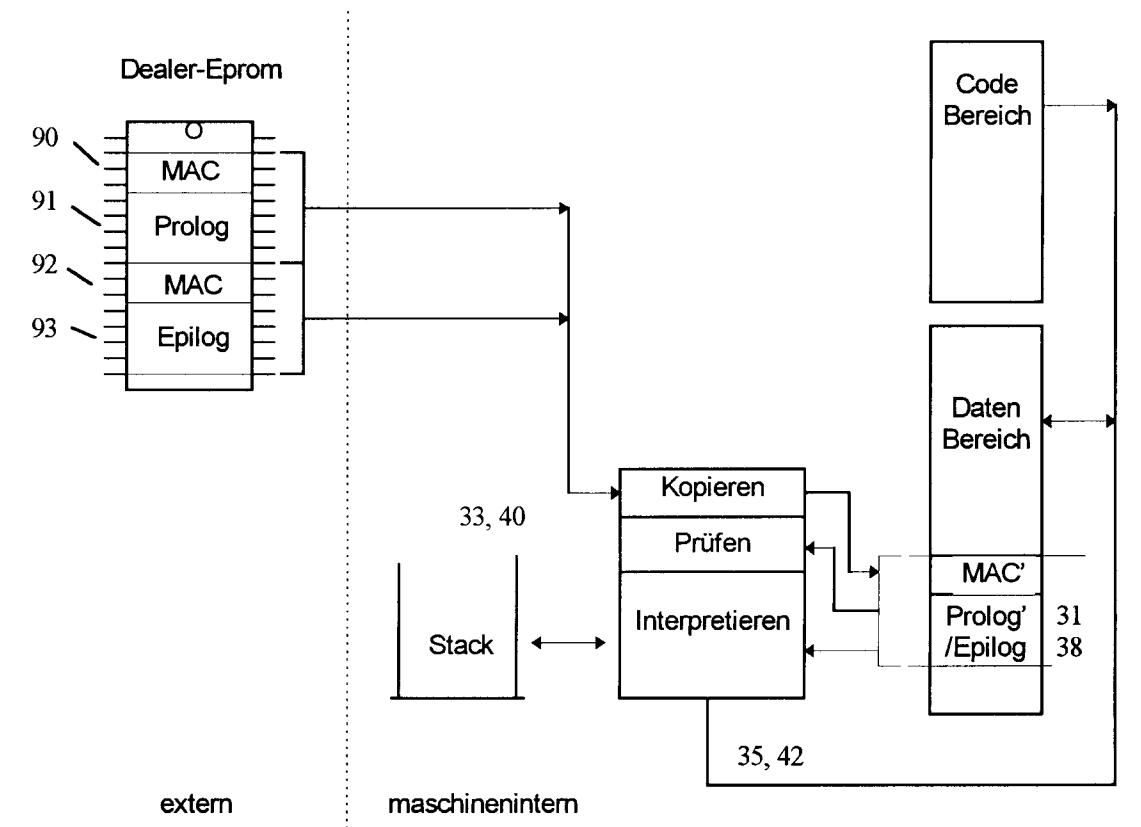 Dealer-Eprom
90
MAC
91
Prolog
92
MAC
93
Epilog
Code
Bereich
Daten
Bereich
Kopieren
33, 40
Prüfen
MAC'
Interpretieren
Prolog' 31
/Epilog 38
Stack
35, 42
extern
maschinenintern